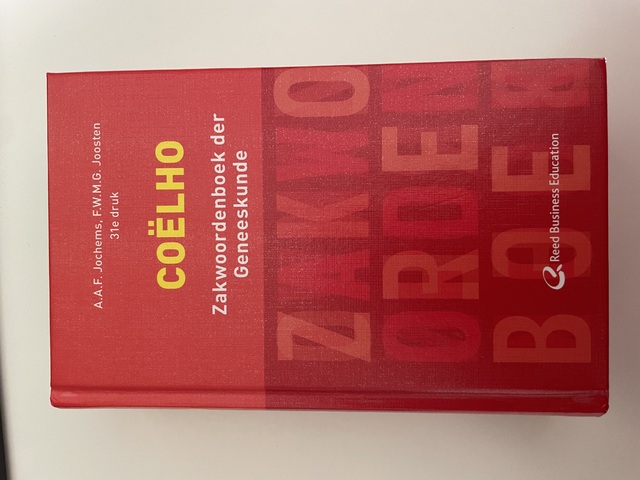 A.A.F. Jochems, F.W.M.G. Joosten
31e druk
COËLHO
Zakwoordenboek der
Geneeskunde
ZAKWO
ORDEN
BOEK
Reed Business Education